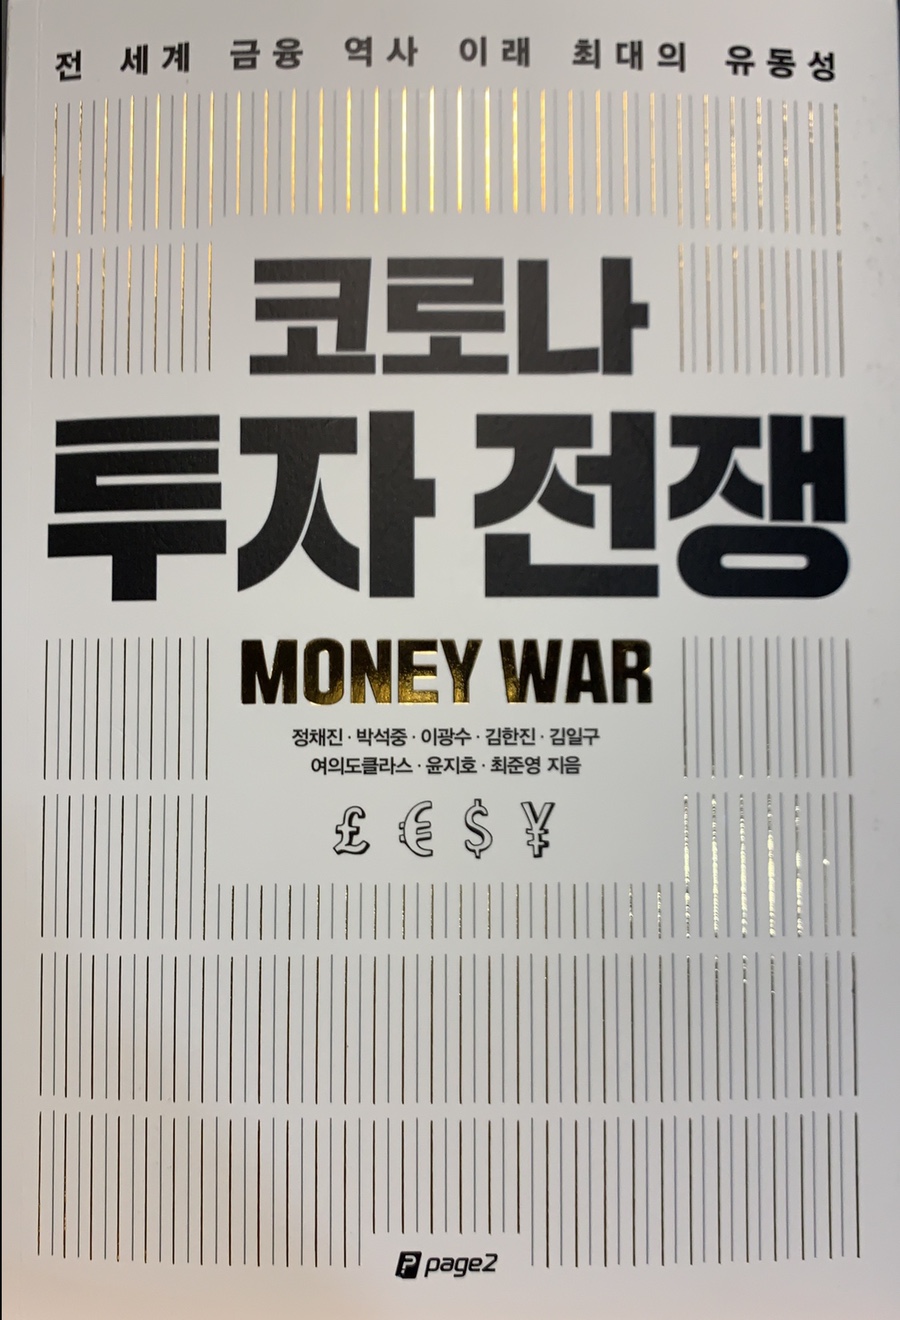 전 세계 금융 역사 이래 최대의 유동성
코로나
투자 전쟁
MONEY WAR
정채진 · 박석중 · 이광수 · 김한진 · 김일구
여의도클라스 · 윤지호 · 최준영 지음
£ € $ ¥
page2